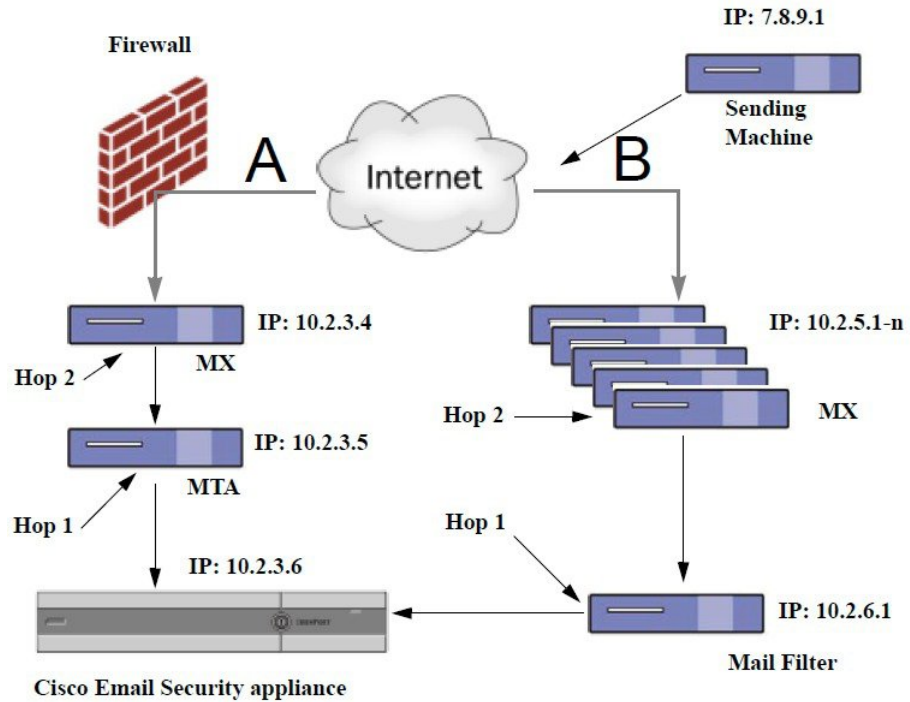 IP: 7.8.9.1
Firewall
Sending
Machine
A
Internet
B
IP: 10.2.3.4
MX
Hop 2
IP: 10.2.5.1-n
MX
Hop 2
IP: 10.2.3.5
MTA
Hop 1
Hop 1
IP: 10.2.3.6
IP: 10.2.6.1
Mail Filter
Cisco Email Security appliance